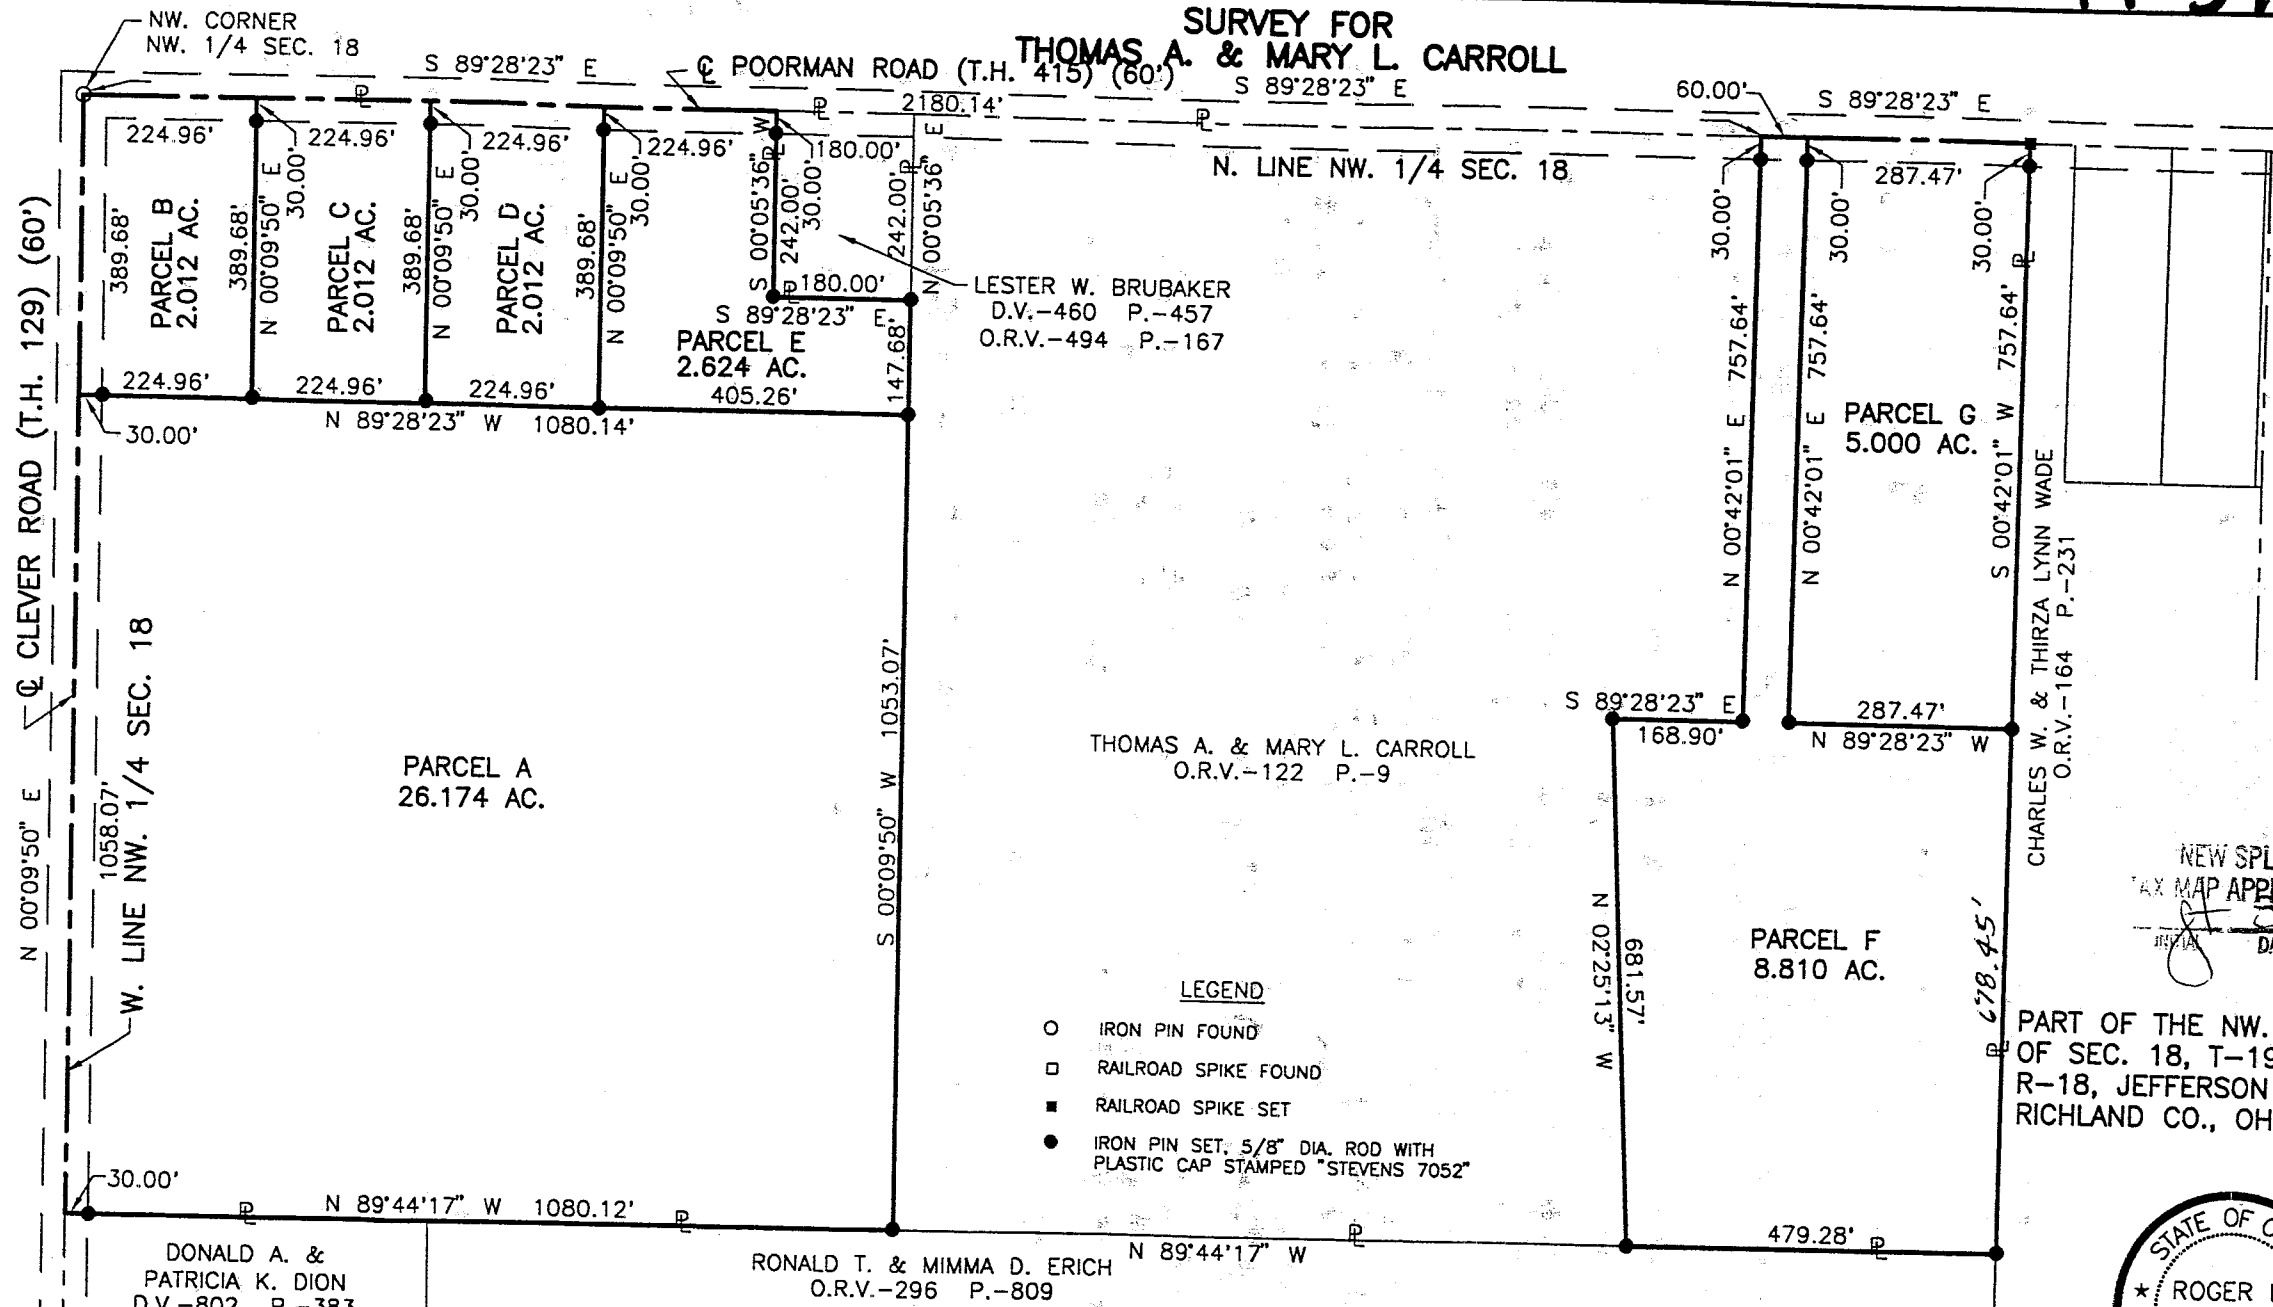 SURVEY FOR
THOMAS A. & MARY L. CARROLL
NW. CORNER
NW. 1/4 SEC. 18
S 89°28'23" E
℄ POORMAN ROAD (T.H. 415) (60')
S 89°28'23" E
60.00'
S 89°28'23" E
2180.14'
N. LINE NW. 1/4 SEC. 18
224.96'
224.96'
224.96'
224.96'
180.00'
287.47'
30.00'
30.00'
30.00'
30.00'
30.00'
30.00'
30.00'
389.68'
PARCEL B
2.012 AC.
389.68'
N 00°09'50" E
PARCEL C
2.012 AC.
389.68'
N 00°09'50" E
PARCEL D
2.012 AC.
389.68'
N 00°09'50" E
S 00°05'36" W
242.00'
242.00'
N 00°05'36" E
180.00'
S 89°28'23" E
LESTER W. BRUBAKER
D.V.-460 P.-457
O.R.V.-494 P.-167
PARCEL E
2.624 AC.
405.26'
147.68'
224.96'
224.96'
224.96'
30.00'
N 89°28'23" W 1080.14'
℄ CLEVER ROAD (T.H. 129) (60')
N 00°09'50" E
1058.07'
W. LINE NW. 1/4 SEC. 18
PARCEL A
26.174 AC.
S 00°09'50" W 1053.07'
THOMAS A. & MARY L. CARROLL
O.R.V.-122 P.-9
N 00°42'01" E 757.64'
N 00°42'01" E 757.64'
PARCEL G
5.000 AC.
S 00°42'01" W 757.64'
CHARLES W. & THIRZA LYNN WADE
O.R.V.-164 P.-231
S 89°28'23" E
168.90'
287.47'
N 89°28'23" W
N 02°25'13" W
681.57'
PARCEL F
8.810 AC.
678.45'
NEW SPL
TAX MAP APP
INITIAL
LEGEND
IRON PIN FOUND
RAILROAD SPIKE FOUND
RAILROAD SPIKE SET
IRON PIN SET, 5/8" DIA. ROD WITH
PLASTIC CAP STAMPED "STEVENS 7052"
PART OF THE NW.
OF SEC. 18, T-19
R-18, JEFFERSON
RICHLAND CO., OH
30.00'
N 89°44'17" W 1080.12'
N 89°44'17" W
479.28'
DONALD A. &
PATRICIA K. DION
D.V.-802 P.-383
RONALD T. & MIMMA D. ERICH
O.R.V.-296 P.-809
STATE OF O
★ ROGER